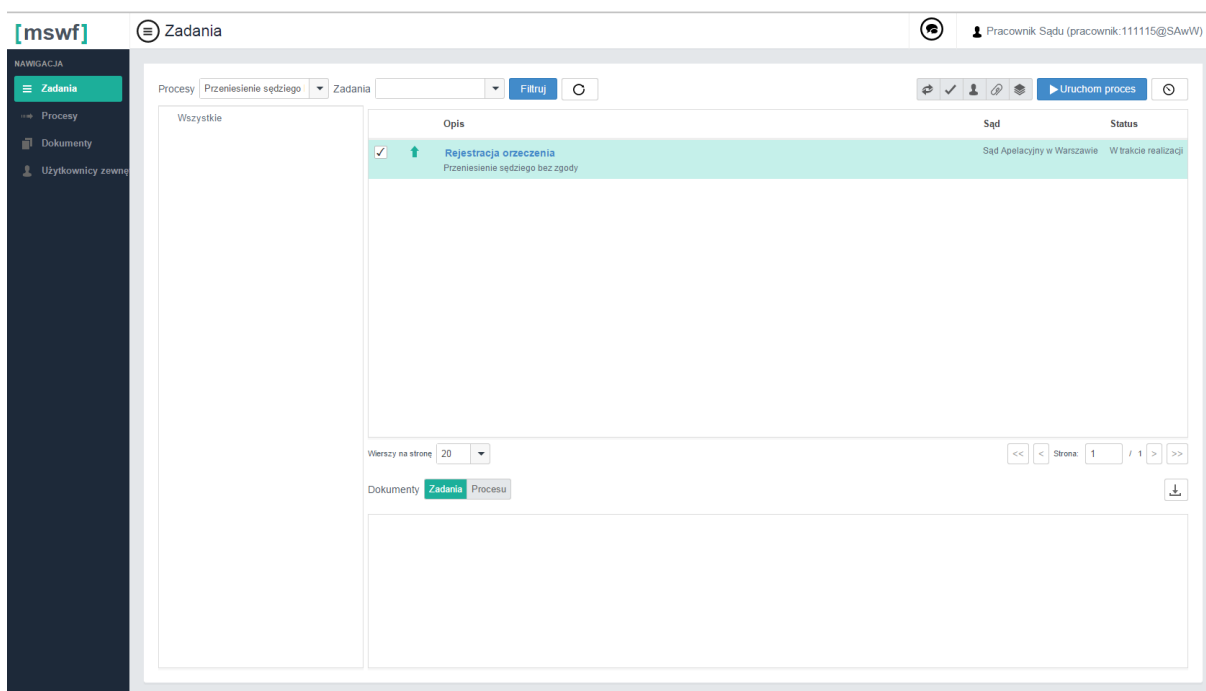 [mswf]
Zadania
Pracownik Sądu (pracownik:111115@SAwW)
NAWIGACJA
Zadania
Procesy
Dokumenty
Użytkownicy zewnę
Procesy Przeniesienie sędziego Zadania Filtruj Uruchom proces
Wszystkie
Opis Sąd Status
Rejestracja orzeczenia Sąd Apelacyjny w Warszawie W trakcie realizacji
Przeniesienie sędziego bez zgody
Wierszy na stronę 20 << < Strona: 1 / 1 > >>
Dokumenty Zadania Procesu